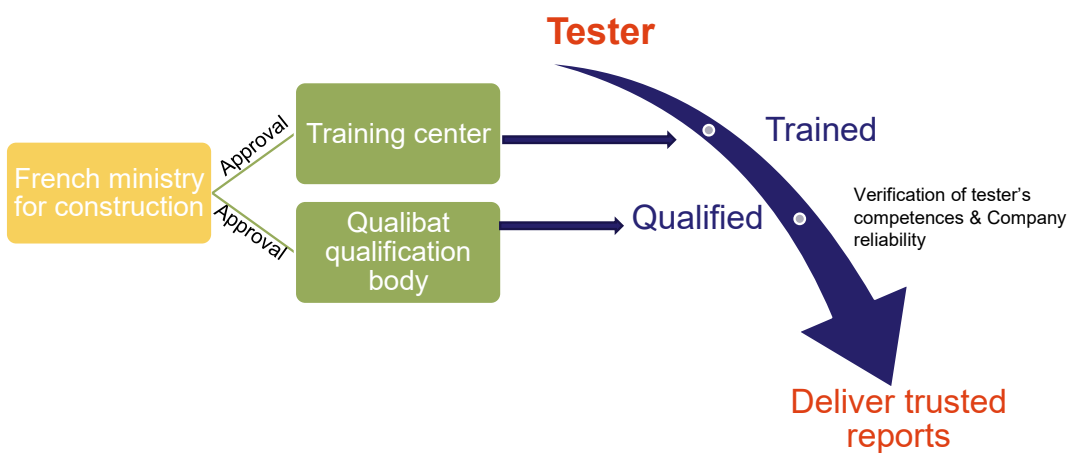 Tester
Approval
Training center
Trained
French ministry
for construction
Approval
Qualibat
qualification
body
Qualified
Verification of tester's
competences & Company
reliability
Deliver trusted
reports